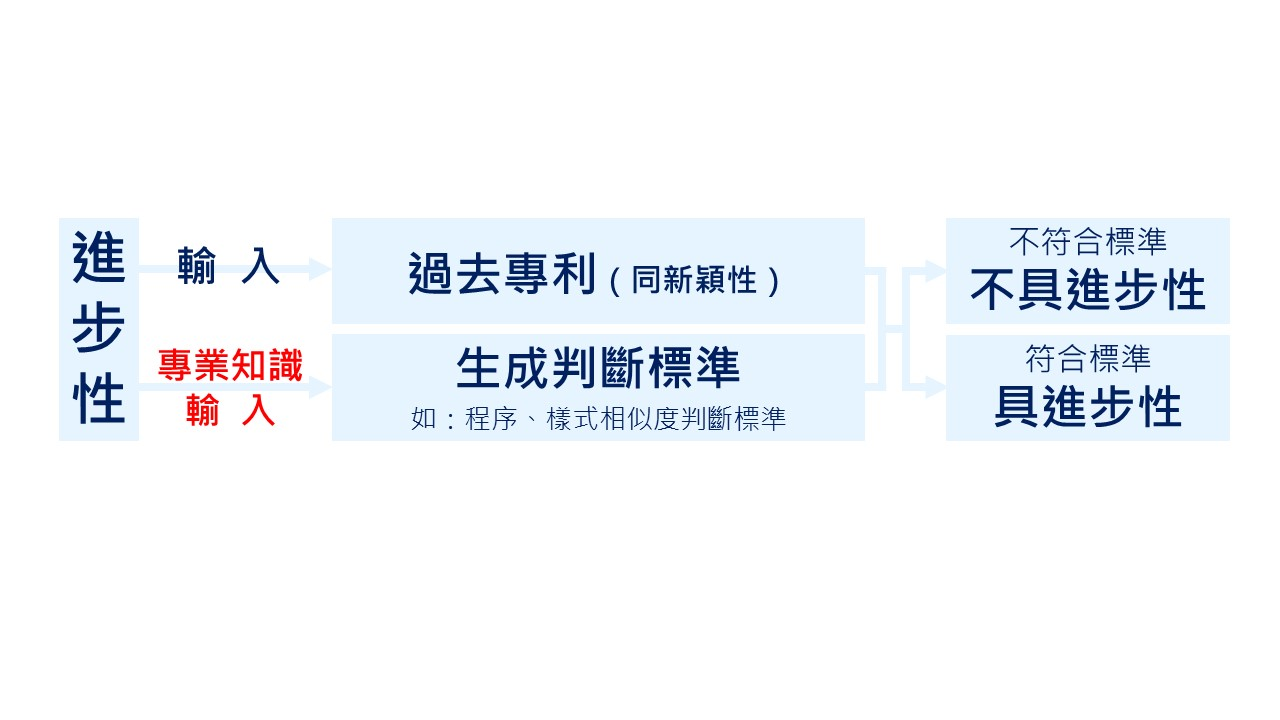 進步性
輸入
過去專利（同新穎性）
專業知識
輸入
生成判斷標準
如：程序、樣式相似度判斷標準
不符合標準
不具進步性
符合標準
具進步性